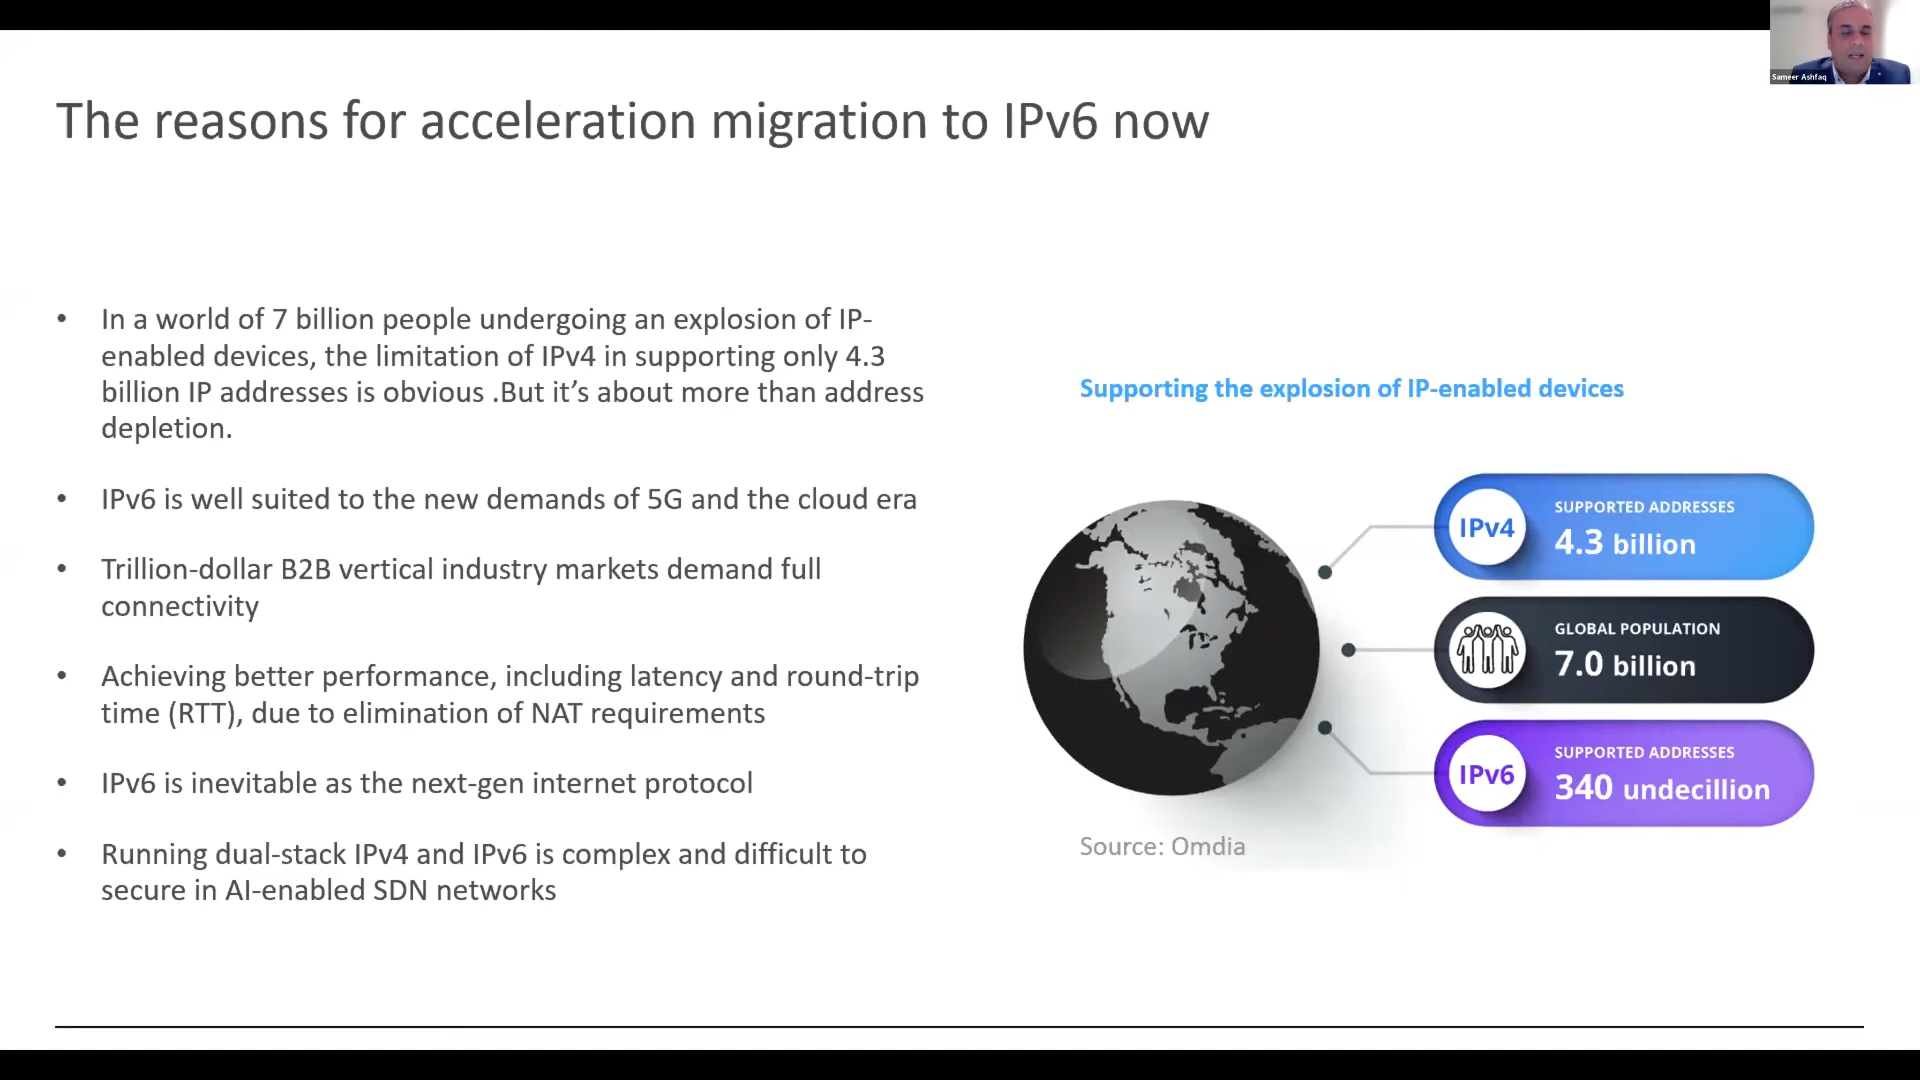 Sameer Ashfaq
The reasons for acceleration migration to IPv6 now
• In a world of 7 billion people undergoing an explosion of IP-
enabled devices, the limitation of IPv4 in supporting only 4.3
billion IP addresses is obvious .But it’s about more than address
depletion.
• IPv6 is well suited to the new demands of 5G and the cloud era
• Trillion-dollar B2B vertical industry markets demand full
connectivity
• Achieving better performance, including latency and round-trip
time (RTT), due to elimination of NAT requirements
• IPv6 is inevitable as the next-gen internet protocol
• Running dual-stack IPv4 and IPv6 is complex and difficult to
secure in AI-enabled SDN networks
Supporting the explosion of IP-enabled devices
IPv4
SUPPORTED ADDRESSES
4.3 billion
GLOBAL POPULATION
7.0 billion
IPv6
SUPPORTED ADDRESSES
340 undecillion
Source: Omdia